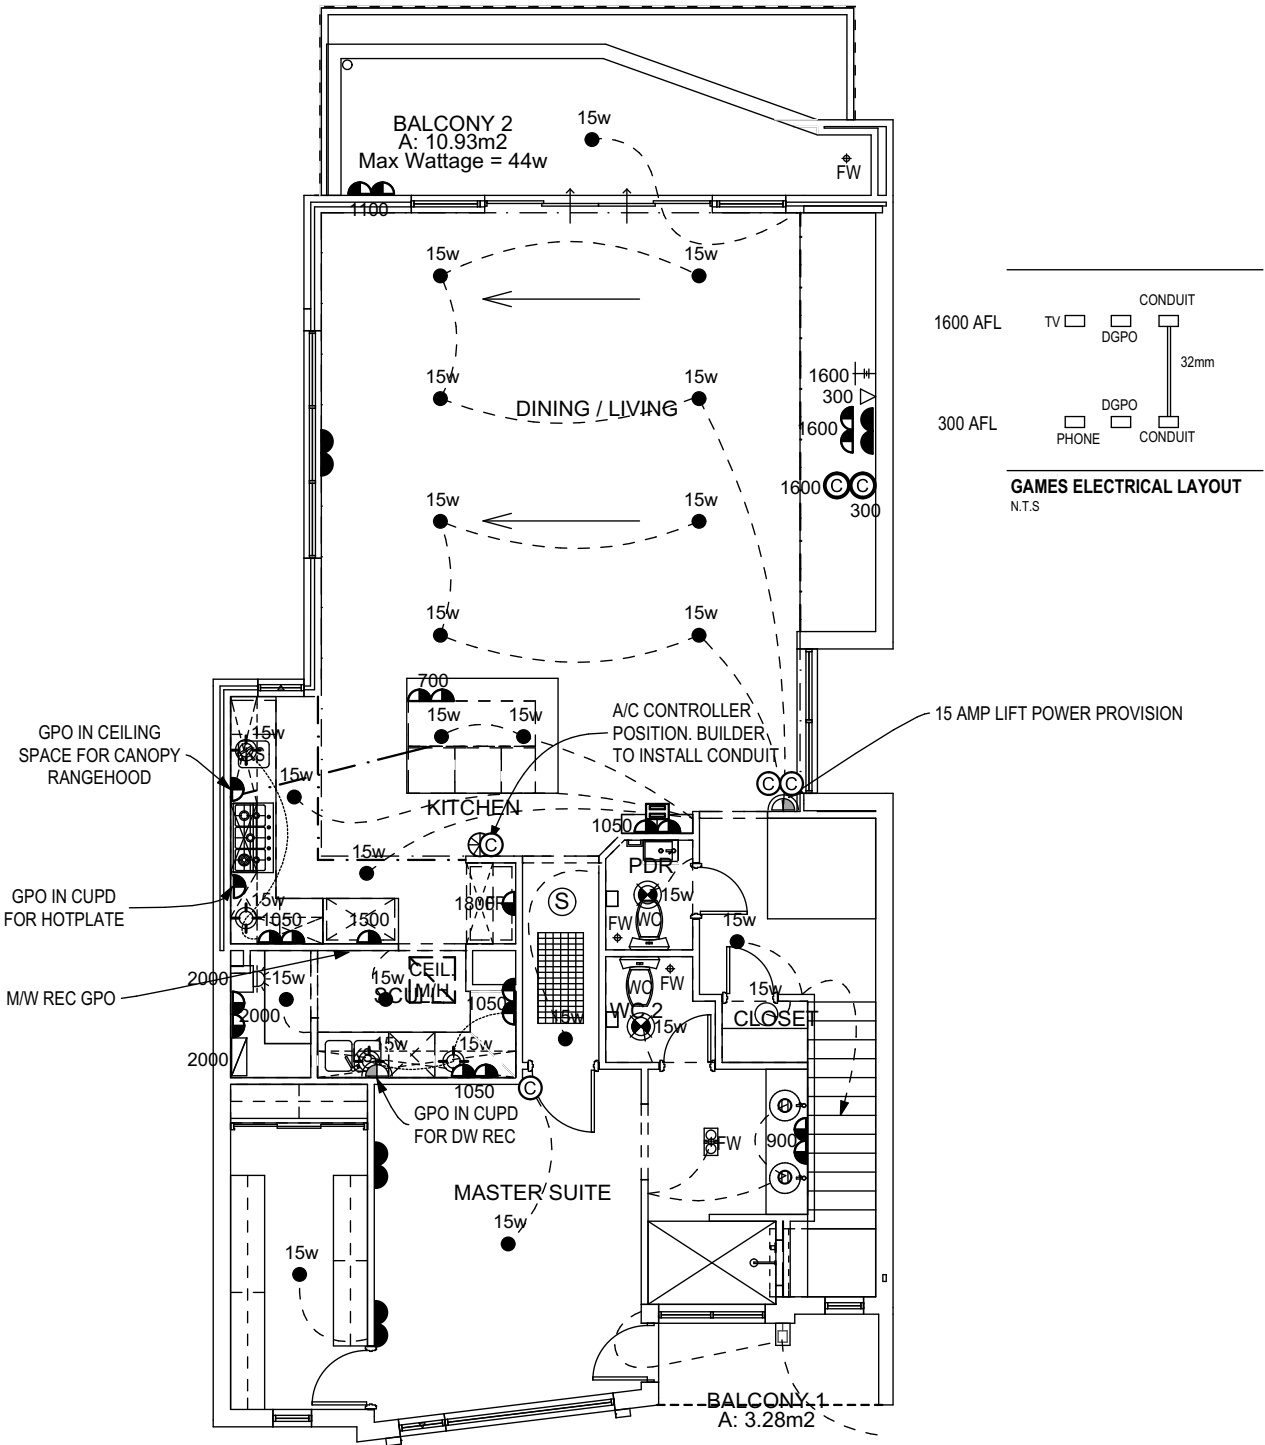 15w
BALCONY 2
A: 10.93m2
Max Wattage = 44w
FW
1100
15w
15w
CONDUIT
1600 AFL
TV
DGPO
32mm
1600
15w
15w
300
DINING / LIVING
DGPO
300 AFL
1600
PHONE
CONDUIT
GAMES ELECTRICAL LAYOUT
1600
C
C
N.T.S
15w
15w
300
15w
15w
700
A/C CONTROLLER
POSITION. BUILDER
TO INSTALL CONDUIT
15 AMP LIFT POWER PROVISION
GPO IN CEILING
SPACE FOR CANOPY
RANGEHOOD
15w
15w
15w
15w
C
C
KITCHEN
1050
C
15w
PDR
GPO IN CUPD
FOR HOTPLATE
15w
S
15w
1050
1500
WC
FW
15w
2000
15w
15w
CEIL.
M/H
WC
FW
15w
M/W REC GPO
1050
CLOSET
2000
15w
15w
2000
15w
15w
1050
C
GPO IN CUPD
FOR DW REC
FW
900
MASTER SUITE
15w
15w
BALCONY 1
A: 3.28m2